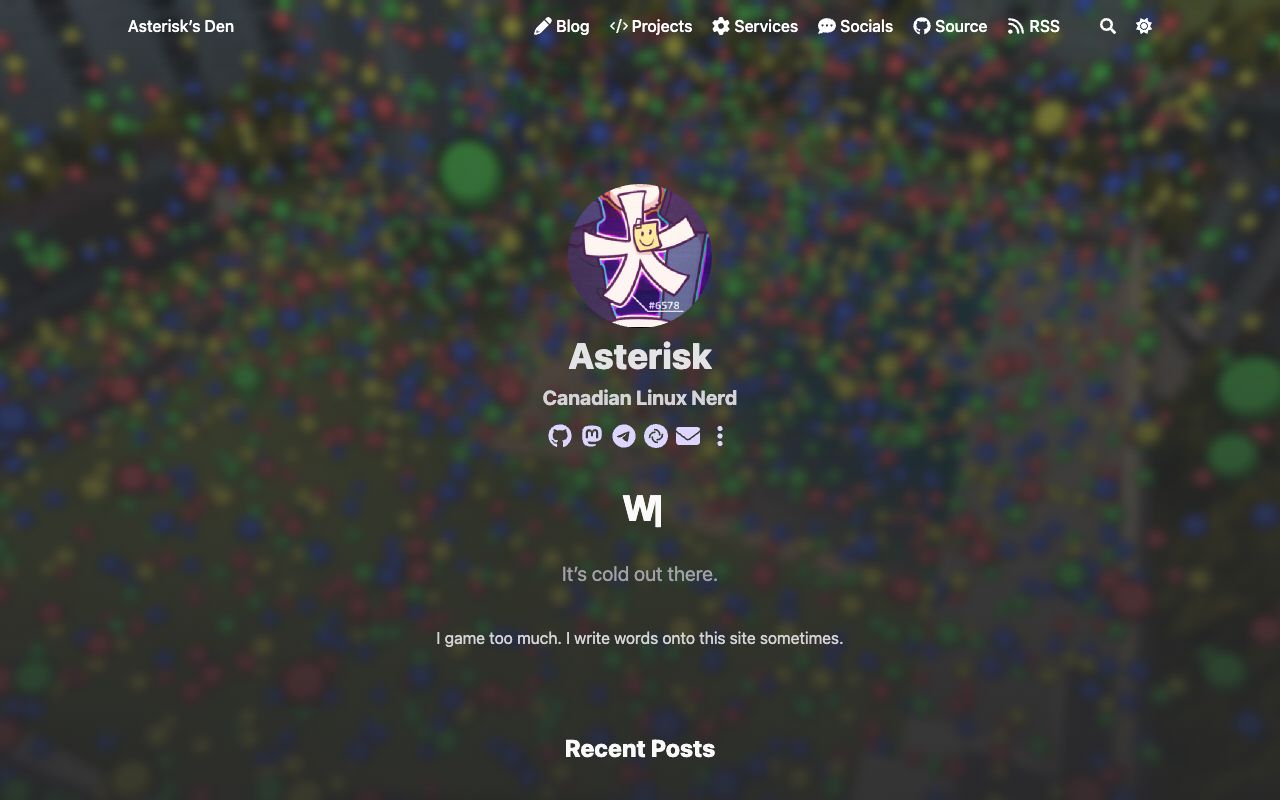 Asterisk’s Den
Blog
Projects
Services
Socials
Source
RSS
#6578
Asterisk
Canadian Linux Nerd
W
It’s cold out there.
I game too much. I write words onto this site sometimes.
Recent Posts